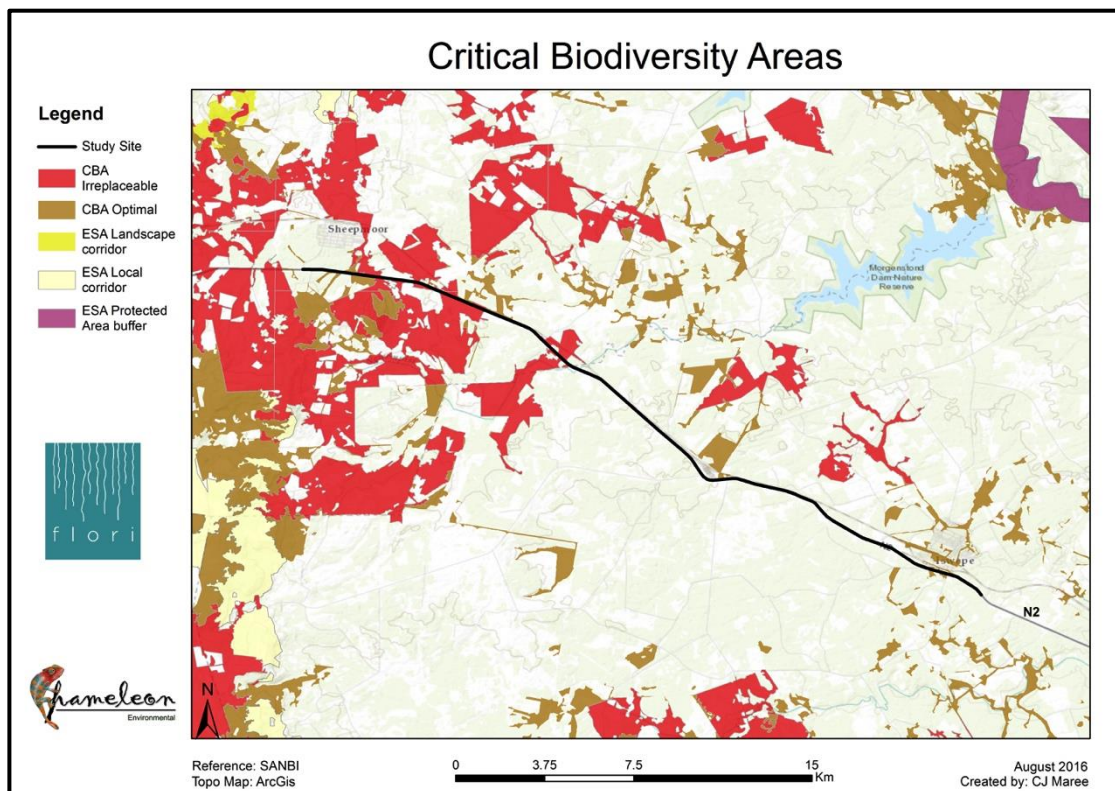 Critical Biodiversity Areas
Legend
Study Site
CBA
Irreplaceable
CBA Optimal
ESA Landscape
corridor
ESA Local
corridor
ESA Protected
Area buffer
flori
Chameleon
Environmental
Sheepmoor
Morgenstond
Dam Nature
Reserve
N2
N
Reference: SANBI
Topo Map: ArcGis
0 3.75 7.5 15
Km
August 2016
Created by: CJ Maree